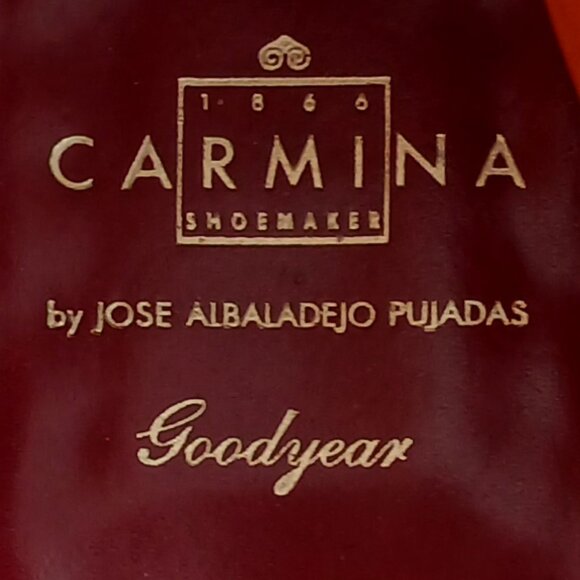 1866
CARMINA
SHOEMAKER
by JOSE ALBALADEJO PUJADAS
Goodyear